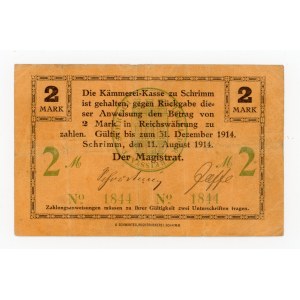 2 MARK
2 MARK
Die Kämmerei-Kasse zu Schrimm
ist gehalten, gegen Rückgabe die-
ser Anweisung den Betrag von
2 Mark in Reichswährung zu
zahlen. Gültig bis zum 31. Dezember 1914.
Schrimm, den 11. August 1914.
Der Magistrat.
2 M
M 2
No 1844 No 1844
Zahlungsanweisungen müssen zu ihrer Gültigkeit zwei Unterschriften tragen.